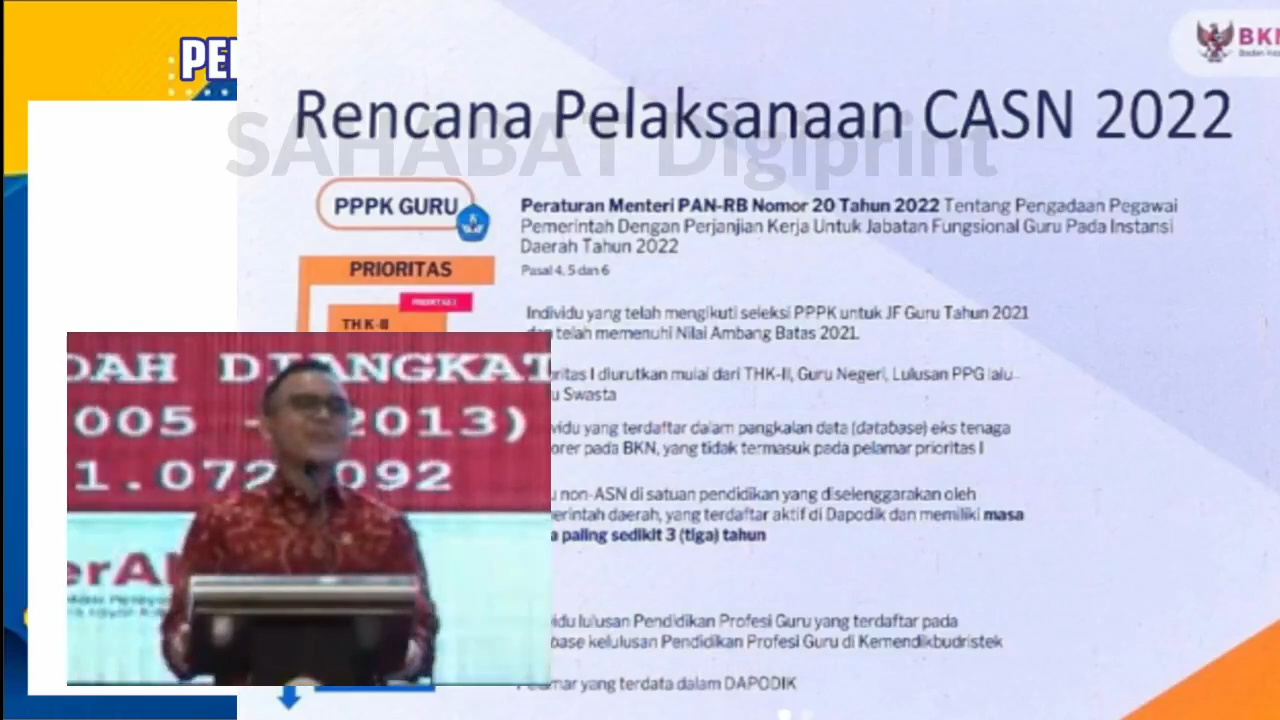 PE
BKN
Rencana Pelaksanaan CASN 2022
SAHABAT Digiprint
PPPK GURU
Peraturan Menteri PAN-RB Nomor 20 Tahun 2022 Tentang Pengadaan Pegawai
Pemerintah Dengan Perjanjian Kerja Untuk Jabatan Fungsional Guru Pada Instansi
Daerah Tahun 2022
PRIORITAS
Pasal 4, 5 dan 6
PRIORITAS I
THK-II
Individu yang telah mengikuti seleksi PPPK untuk JF Guru Tahun 2021
dan telah memenuhi Nilai Ambang Batas 2021.
ritas I diurutkan mulai dari THK-II, Guru Negeri, Lulusan PPG lalu
u Swasta
vidu yang terdaftar dalam pangkalan data (database) eks tenaga
orer pada BKN, yang tidak termasuk pada pelamar prioritas I
u non-ASN di satuan pendidikan yang diselenggarakan oleh
erintah daerah, yang terdaftar aktif di Dapodik dan memiliki masa
a paling sedikit 3 (tiga) tahun
idu lulusan Pendidikan Profesi Guru yang terdaftar pada
base kelulusan Pendidikan Profesi Guru di Kemendikbudristek
Pelamar yang terdata dalam DAPODIK
DAH DIANGKAT
005 - 2013)
1.072.092
erA